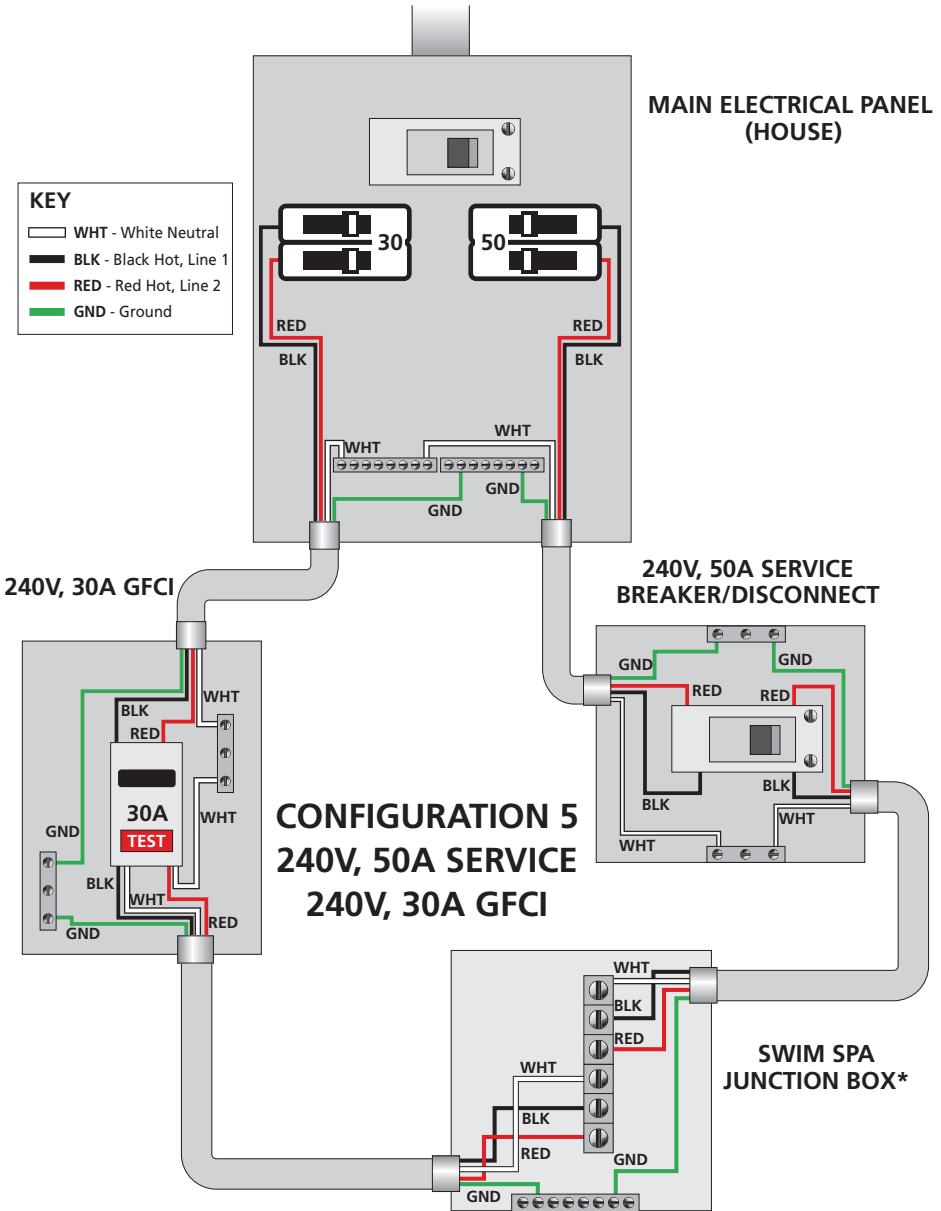 MAIN ELECTRICAL PANEL
(HOUSE)
KEY
WHT - White Neutral
BLK - Black Hot, Line 1
RED - Red Hot, Line 2
GND - Ground
30
50
RED
BLK
RED
BLK
WHT
WHT
GND
GND
240V, 30A GFCI
240V, 50A SERVICE
BREAKER/DISCONNECT
BLK
RED
WHT
30A
TEST
WHT
GND
BLK
WHT
RED
GND
GND
GND
RED
RED
BLK
BLK
WHT
WHT
CONFIGURATION 5
240V, 50A SERVICE
240V, 30A GFCI
SWIM SPA
JUNCTION BOX*
WHT
BLK
RED
WHT
BLK
RED
GND
GND